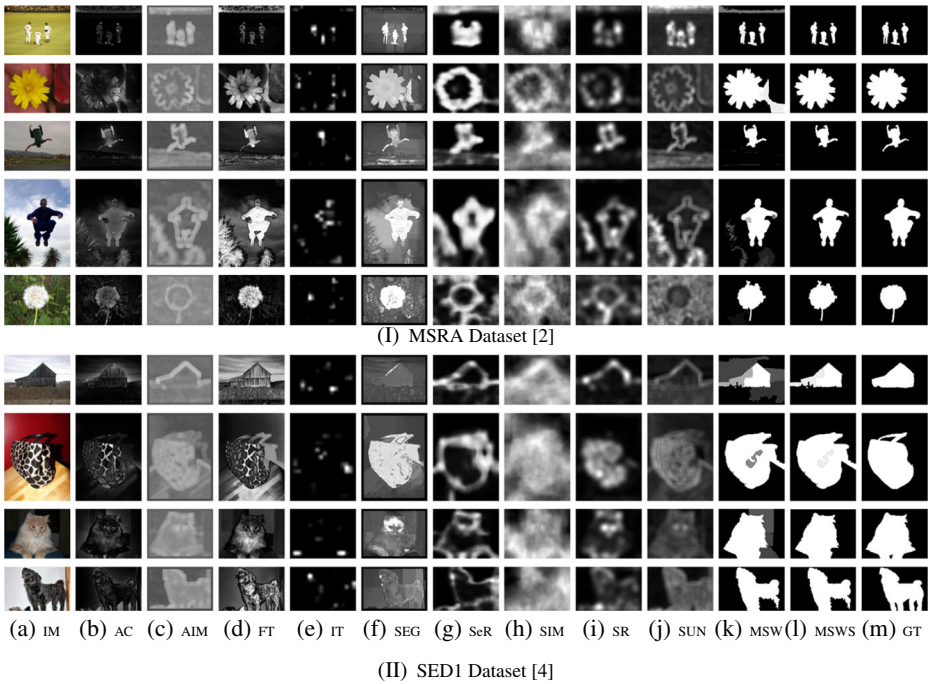 (I) MSRA Dataset [2]
(a) IM (b) AC (c) AIM (d) FT (e) IT (f) SEG (g) SeR (h) SIM (i) SR (j) SUN (k) MSW (l) MSWS (m) GT
(II) SED1 Dataset [4]